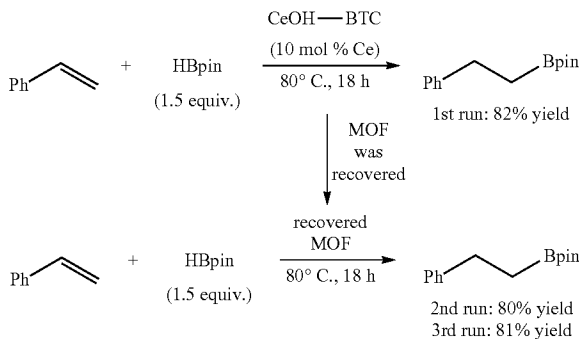 CeOH—BTC
(10 mol % Ce)
Ph + HBpin
(1.5 equiv.)
80° C., 18 h
Ph Bpin
1st run: 82% yield
MOF
was
recovered
recovered
MOF
Ph + HBpin
(1.5 equiv.)
80° C., 18 h
Ph Bpin
2nd run: 80% yield
3rd run: 81% yield